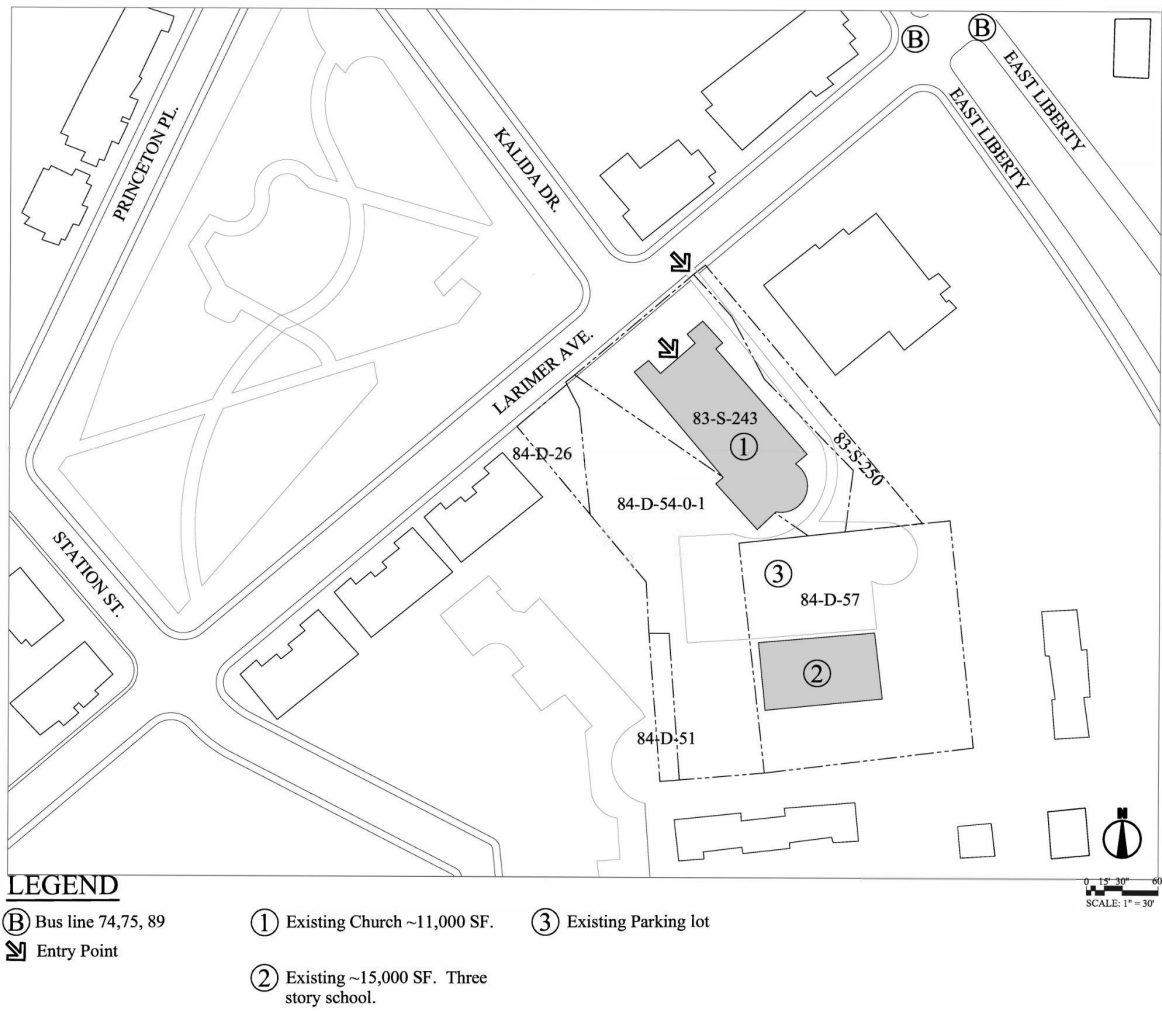 B
B
EAST LIBERTY
EAST LIBERTY
PRINCETON PL.
KALIDA DR.
LARIMER AVE.
83-S-243
1
83-S-250
84-D-26
84-D-54-0-1
STATION ST.
3
84-D-57
2
84-D-51
N
0 15' 30" 60
SCALE: 1" = 30'
LEGEND
B Bus line 74,75, 89
Entry Point
1 Existing Church ~11,000 SF.
2 Existing ~15,000 SF. Three
story school.
3 Existing Parking lot